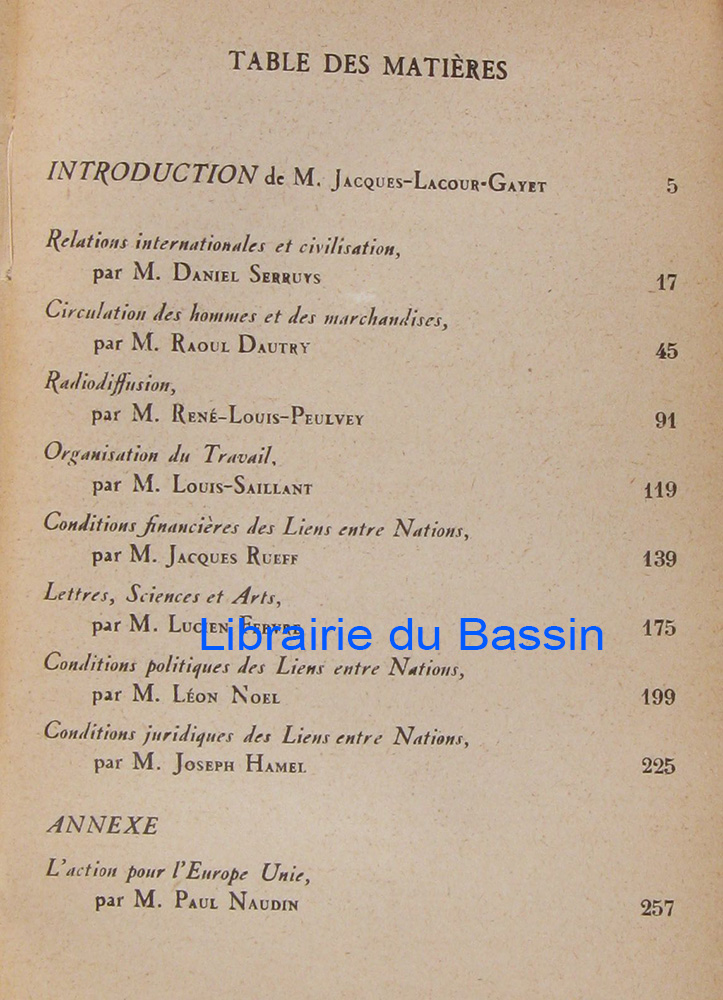 TABLE DES MATIÈRES
INTRODUCTION de M. JACQUES-LACOUR-GAYET 5
Relations internationales et civilisation,
par M. DANIEL SERRUYS 17
Circulation des hommes et des marchandises,
par M. RAOUL DAUTRY 45
Radiodiffusion,
par M. RENÉ-LOUIS-PEULVEY 91
Organisation du Travail,
par M. LOUIS-SAILLANT 119
Conditions financières des Liens entre Nations,
par M. JACQUES RUEFF 139
Lettres, Sciences et Arts,
par M. LUCIEN FEBVRE 175
Librairie du Bassin
Conditions politiques des Liens entre Nations,
par M. LÉON NOEL 199
Conditions juridiques des Liens entre Nations,
par M. JOSEPH HAMEL 225
ANNEXE
L'action pour l'Europe Unie,
par M. PAUL NAUDIN 257